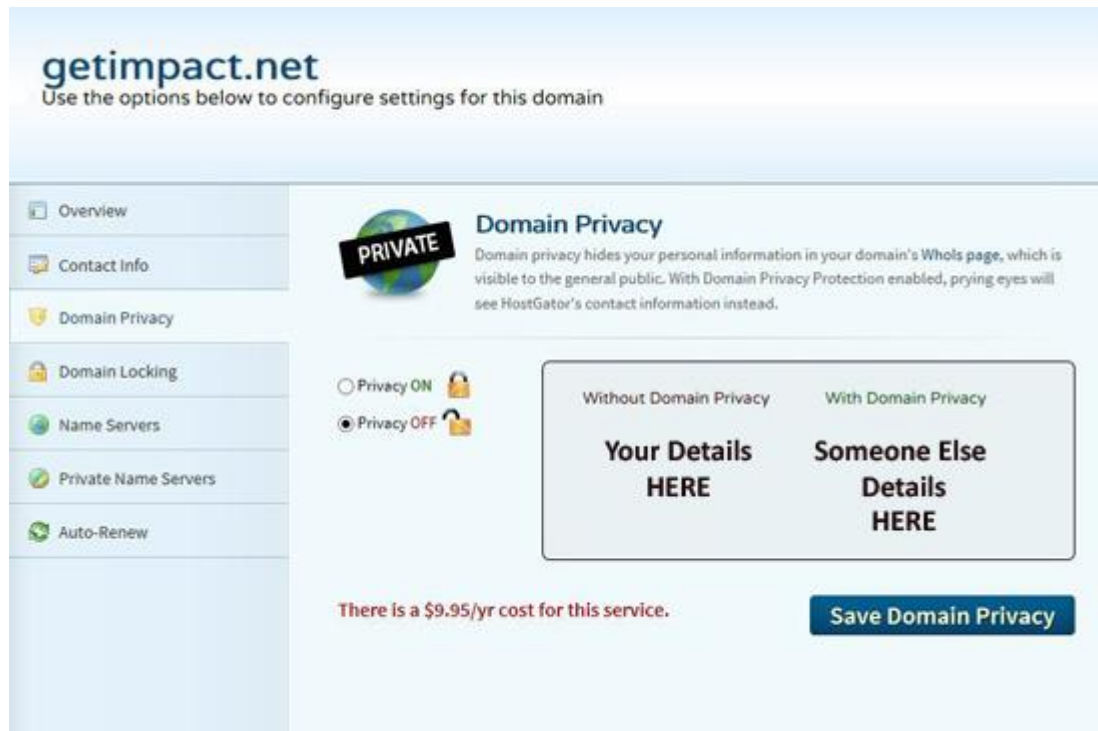 getimpact.net
Use the options below to configure settings for this domain
Overview
Contact Info
Domain Privacy
Domain Locking
Name Servers
Private Name Servers
Auto-Renew
PRIVATE
Domain Privacy
Domain privacy hides your personal information in your domain's WhoIs page, which is
visible to the general public. With Domain Privacy Protection enabled, prying eyes will
see HostGator's contact information instead.
Privacy ON
Privacy OFF
Without Domain Privacy
Your Details
HERE
With Domain Privacy
Someone Else
Details
HERE
There is a $9.95/yr cost for this service.
Save Domain Privacy